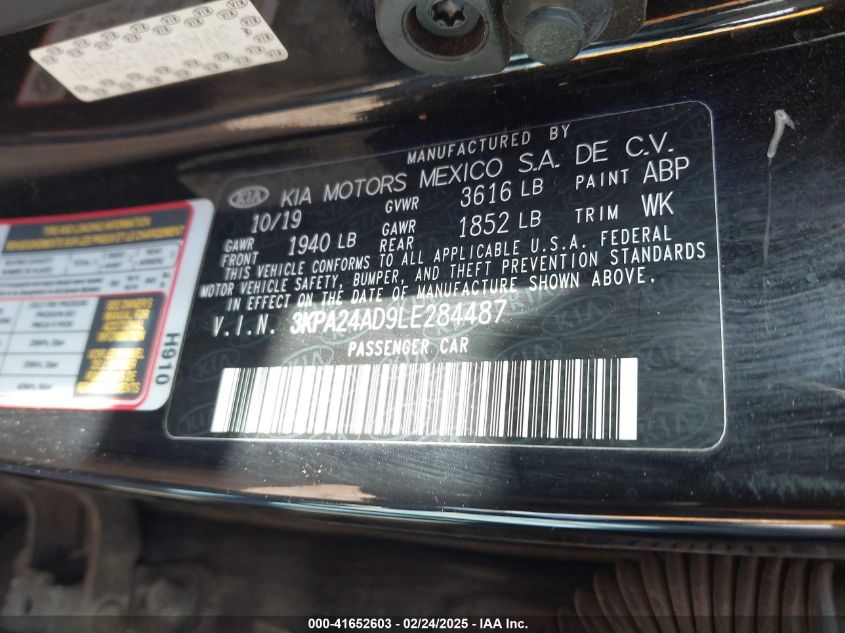 MANUFACTURED BY
KIA KIA MOTORS MEXICO S.A. DE C.V.
10/19 GVWR 3616 LB PAINT ABP
GAWR FRONT 1940 LB GAWR REAR 1852 LB TRIM WK
THIS VEHICLE CONFORMS TO ALL APPLICABLE U.S.A. FEDERAL
MOTOR VEHICLE SAFETY, BUMPER, AND THEFT PREVENTION STANDARDS
IN EFFECT ON THE DATE OF MANUFACTURE SHOWN ABOVE.
V.I.N. 3KPA24AD9LE284487
PASSENGER CAR
H910
000-41652603 - 02/24/2025 - IAA Inc.